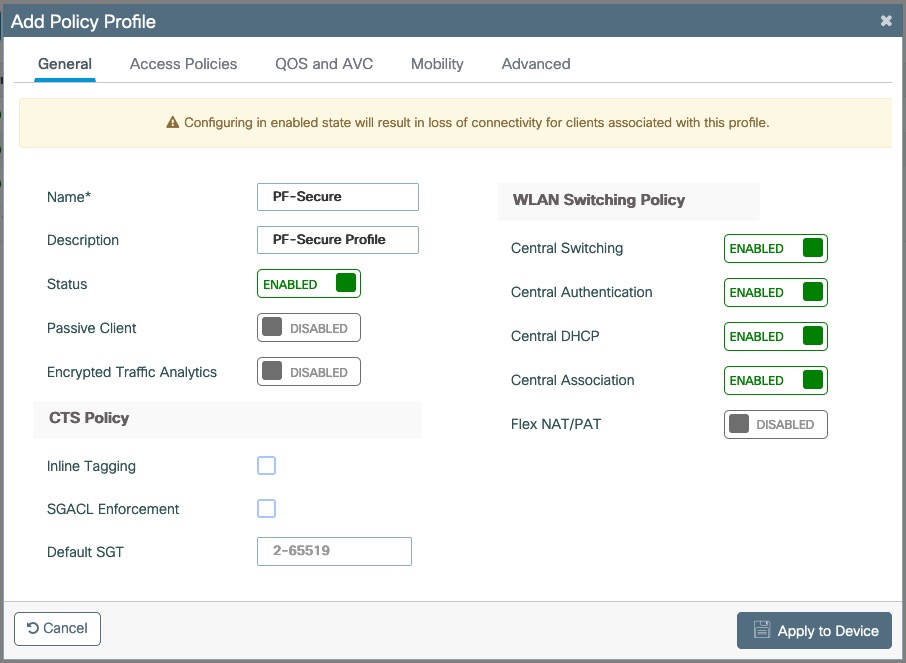 Add Policy Profile
General Access Policies QOS and AVC Mobility Advanced
Configuring in enabled state will result in loss of connectivity for clients associated with this profile.
Name* PF-Secure
Description PF-Secure Profile
Status ENABLED
Passive Client DISABLED
Encrypted Traffic Analytics DISABLED
CTS Policy
Inline Tagging
SGACL Enforcement
Default SGT 2-65519
WLAN Switching Policy
Central Switching ENABLED
Central Authentication ENABLED
Central DHCP ENABLED
Central Association ENABLED
Flex NAT/PAT DISABLED
Cancel Apply to Device